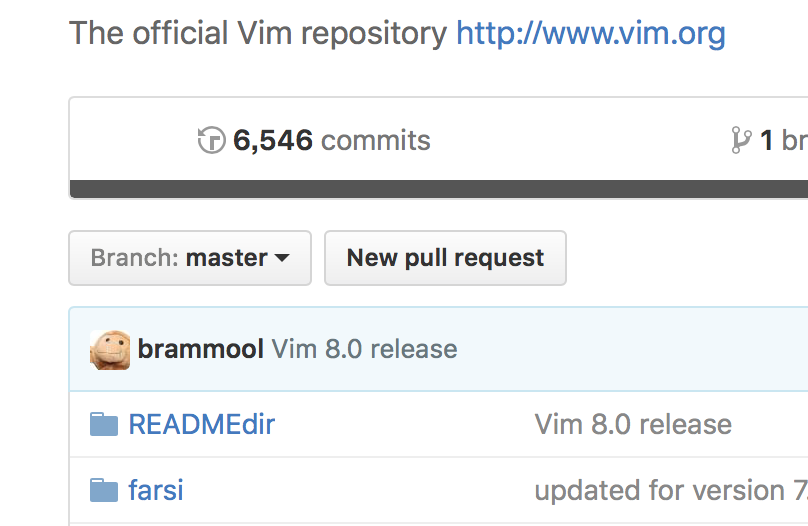 The official Vim repository http://www.vim.org
6,546 commits 1 br
Branch: master New pull request
brammool Vim 8.0 release
READMEdir Vim 8.0 release
farsi updated for version 7.